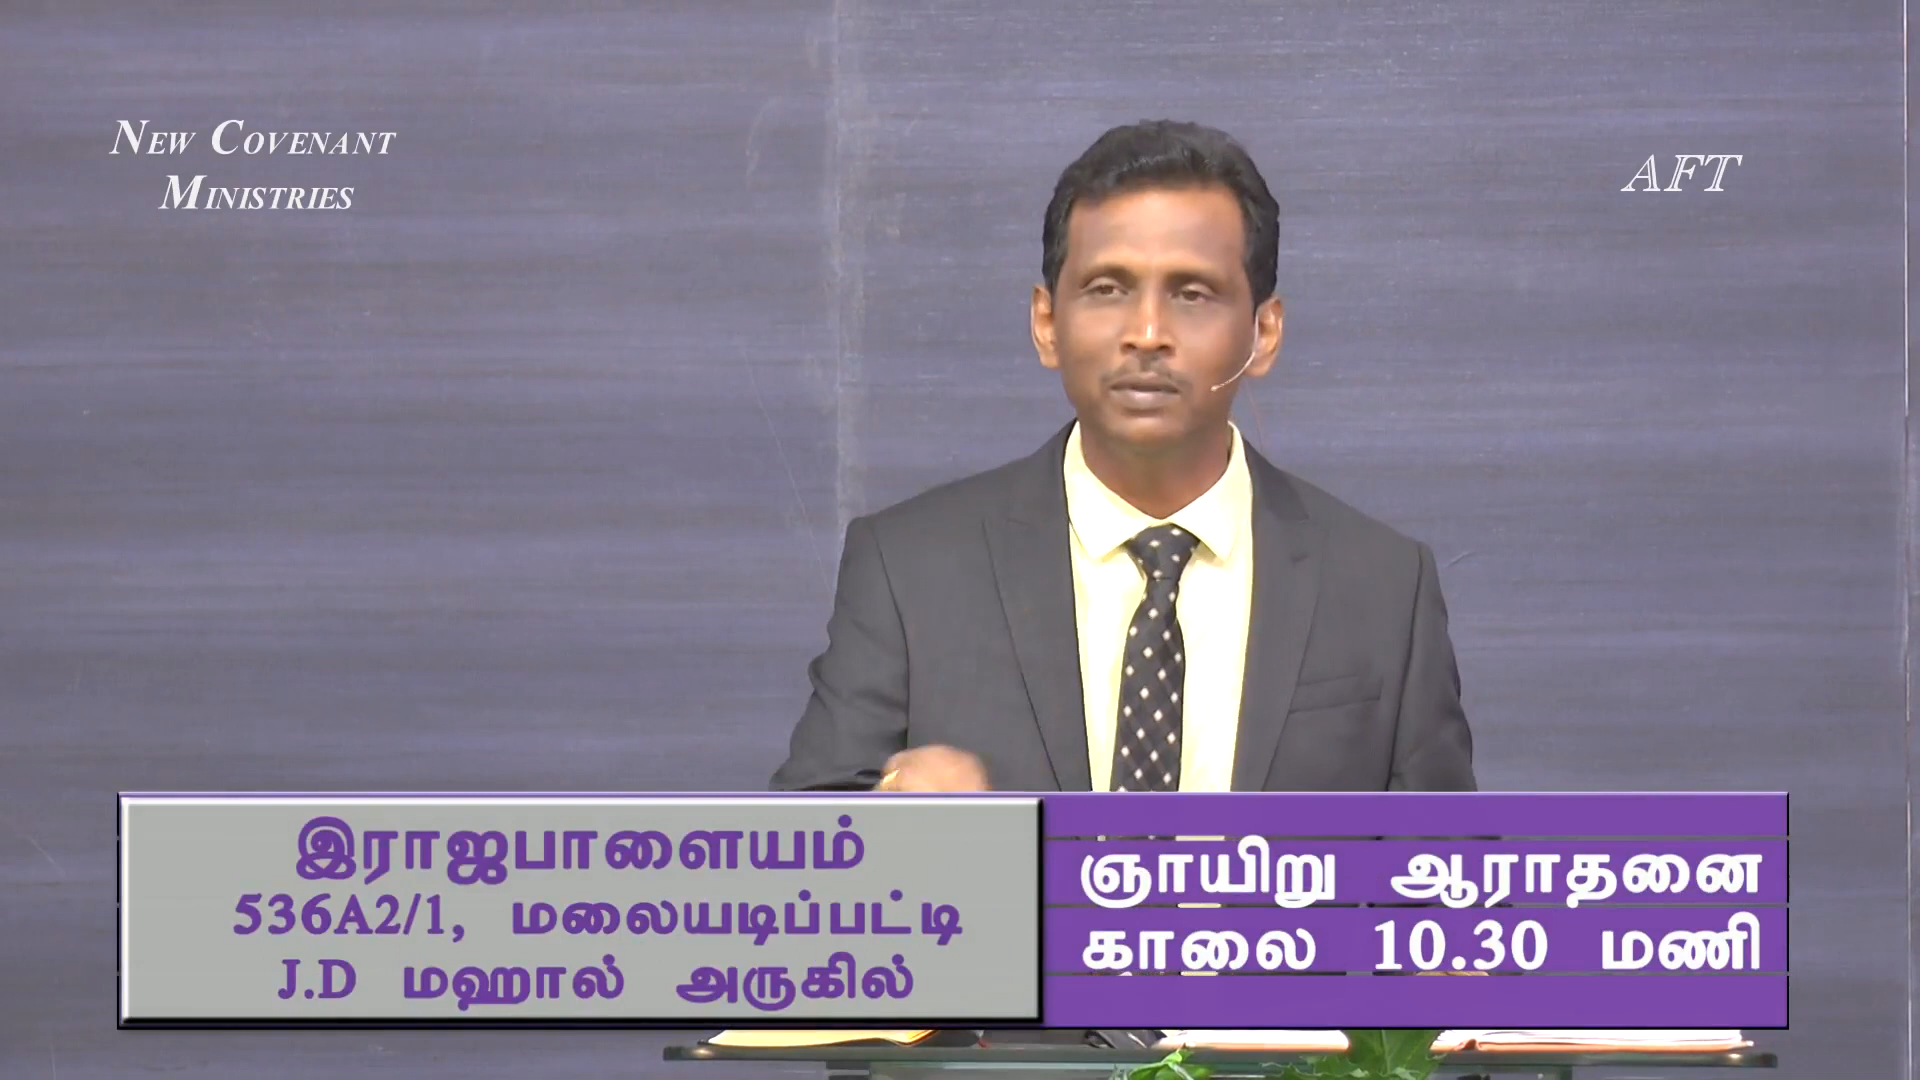 New Covenant
Ministries
AFT
இராஜபாளையம்
536A2/1, மலையடிப்பட்டி
J.D மஹால் அருகில்
ஞாயிறு ஆராதனை
காலை 10.30 மணி